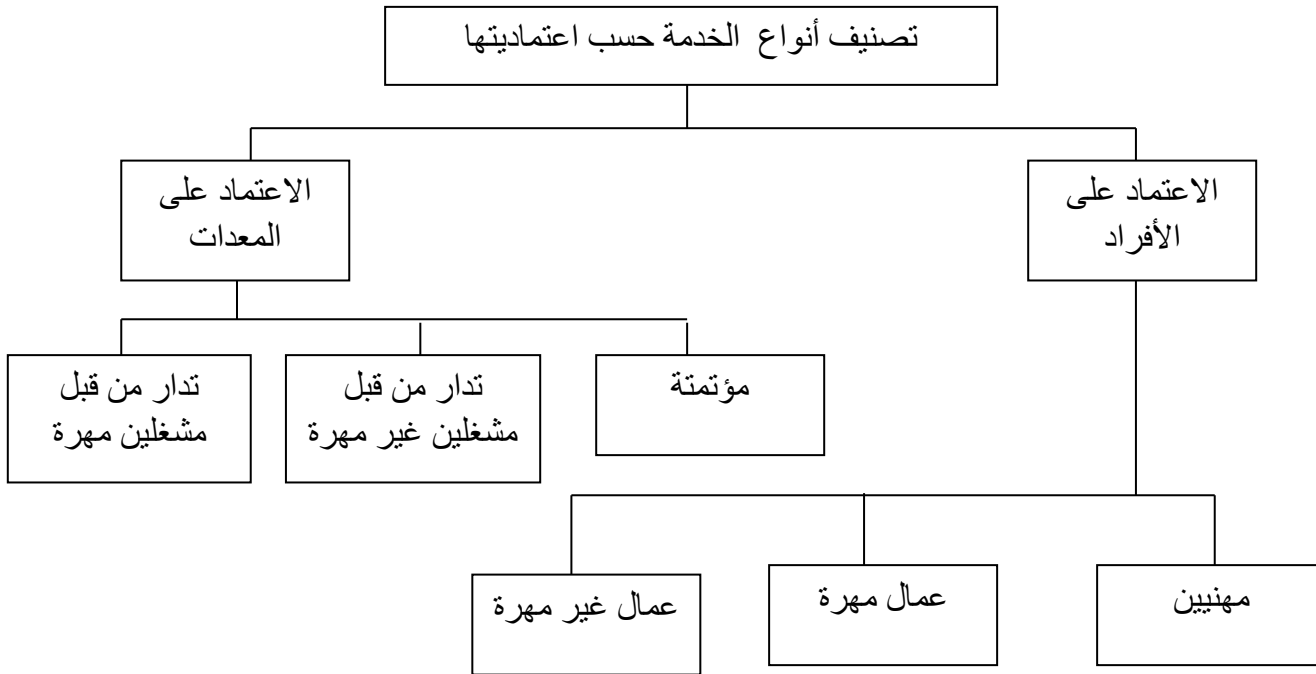 تصنيف أنواع الخدمة حسب اعتماديتها
الاعتماد على
الأفراد
الاعتماد على
المعدات
مؤتمتة
تدار من قبل
مشغلين غير مهرة
تدار من قبل
مشغلين مهرة
مهنيين
عمال مهرة
عمال غير مهرة